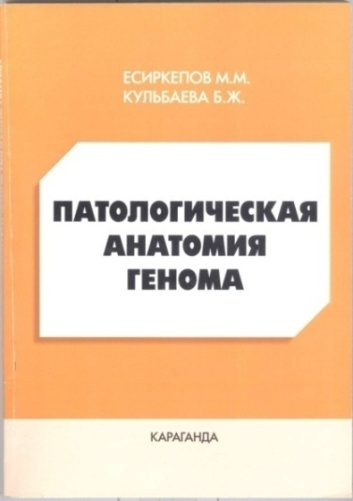 ЕСИРКЕПОВ М.М.
КУЛЬБАЕВА Б.Ж.
ПАТОЛОГИЧЕСКАЯ
АНАТОМИЯ
ГЕНОМА
КАРАГАНДА